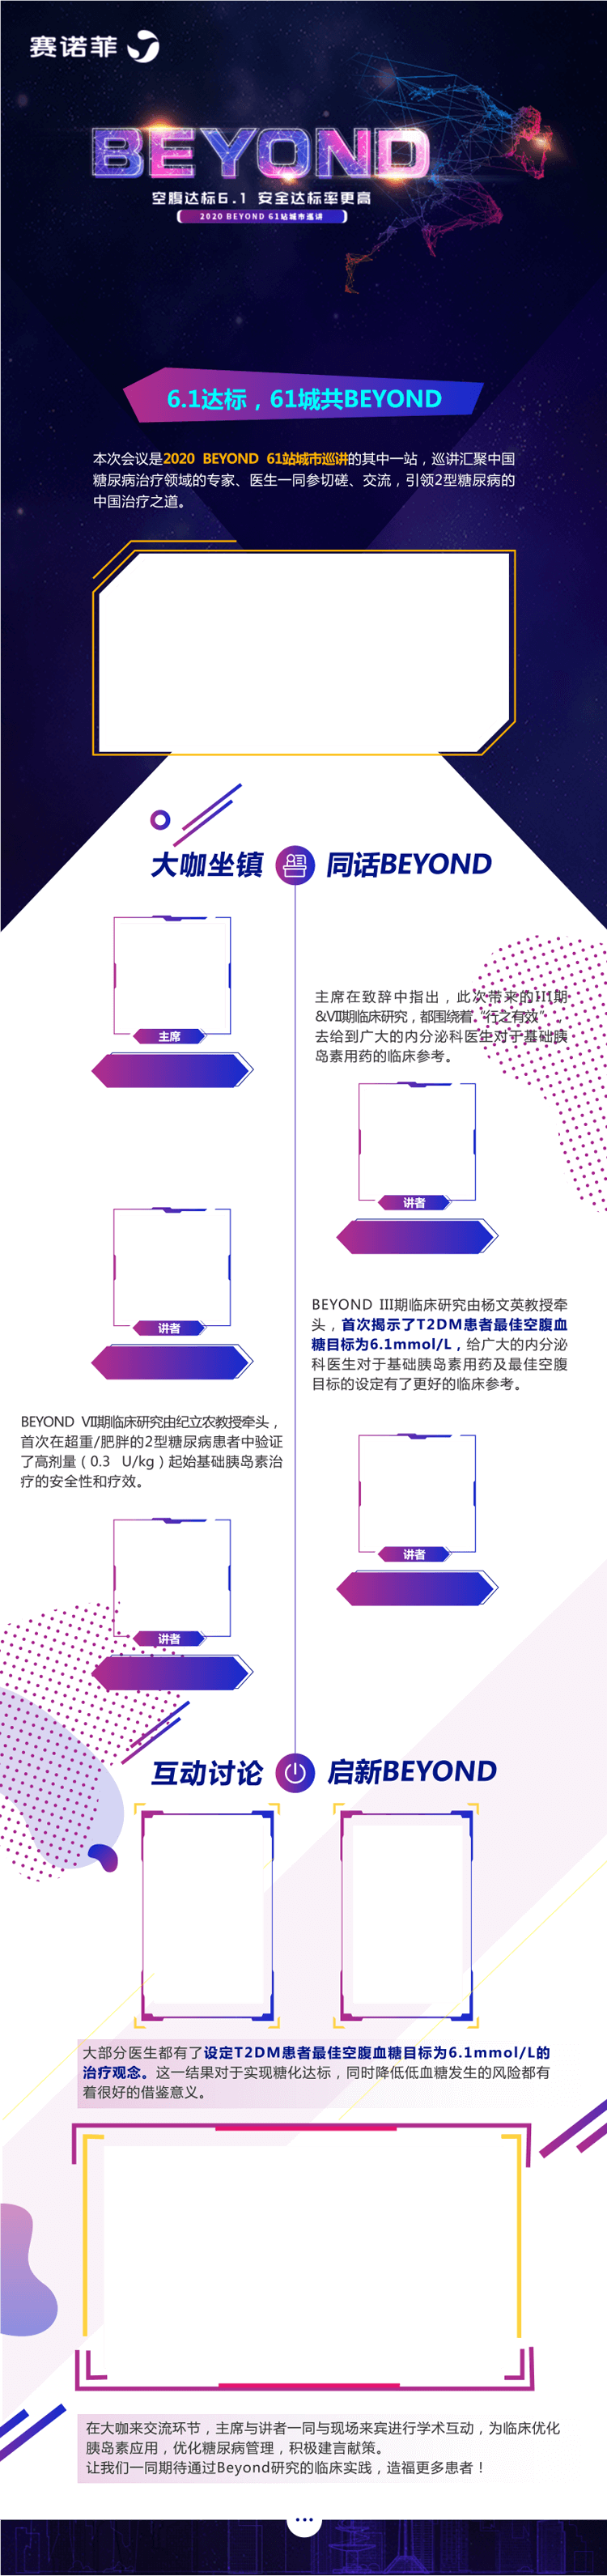 赛诺菲
BEYOND
空腹达标6.1 安全达标率更高
2020 BEYOND 61站城市巡讲
6.1达标，61城共BEYOND
本次会议是2020 BEYOND 61站城市巡讲的其中一站，巡讲汇聚中国
糖尿病治疗领域的专家、医生一同参切磋、交流，引领2型糖尿病的
中国治疗之道。
大咖坐镇 同话BEYOND
主席
主席在致辞中指出，此次带来的III期
&VII期临床研究，都围绕着“行之有效”
去给到广大的内分泌科医生对于基础胰
岛素用药的临床参考。
讲者
讲者
BEYOND III期临床研究由杨文英教授牵
头，首次揭示了T2DM患者最佳空腹血
糖目标为6.1mmol/L，给广大的内分泌
科医生对于基础胰岛素用药及最佳空腹
目标的设定有了更好的临床参考。
BEYOND VII期临床研究由纪立农教授牵头，
首次在超重/肥胖的2型糖尿病患者中验证
了高剂量（0.3 U/kg）起始基础胰岛素治
疗的安全性和疗效。
讲者
讲者
互动讨论 启新BEYOND
大部分医生都有了设定T2DM患者最佳空腹血糖目标为6.1mmol/L的
治疗观念。这一结果对于实现糖化达标，同时降低低血糖发生的风险都有
着很好的借鉴意义。
在大咖来交流环节，主席与讲者一同与现场来宾进行学术互动，为临床优化
胰岛素应用，优化糖尿病管理，积极建言献策。
让我们一同期待通过Beyond研究的临床实践，造福更多患者！